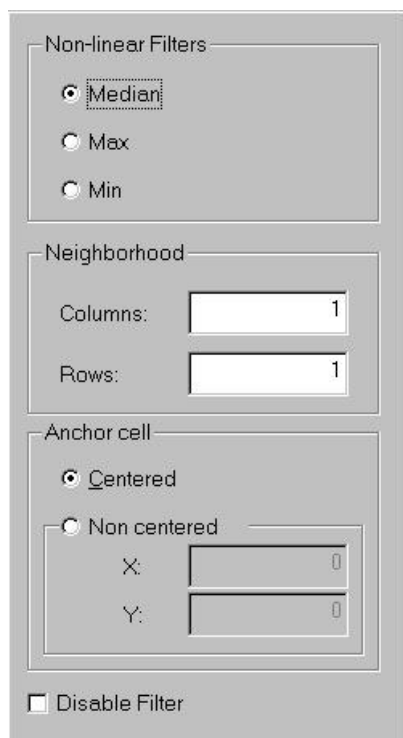 Non-linear Filters
Median
Max
Min
Neighborhood
Columns: 1
Rows: 1
Anchor cell
Centered
Non centered
X: 0
Y: 0
Disable Filter